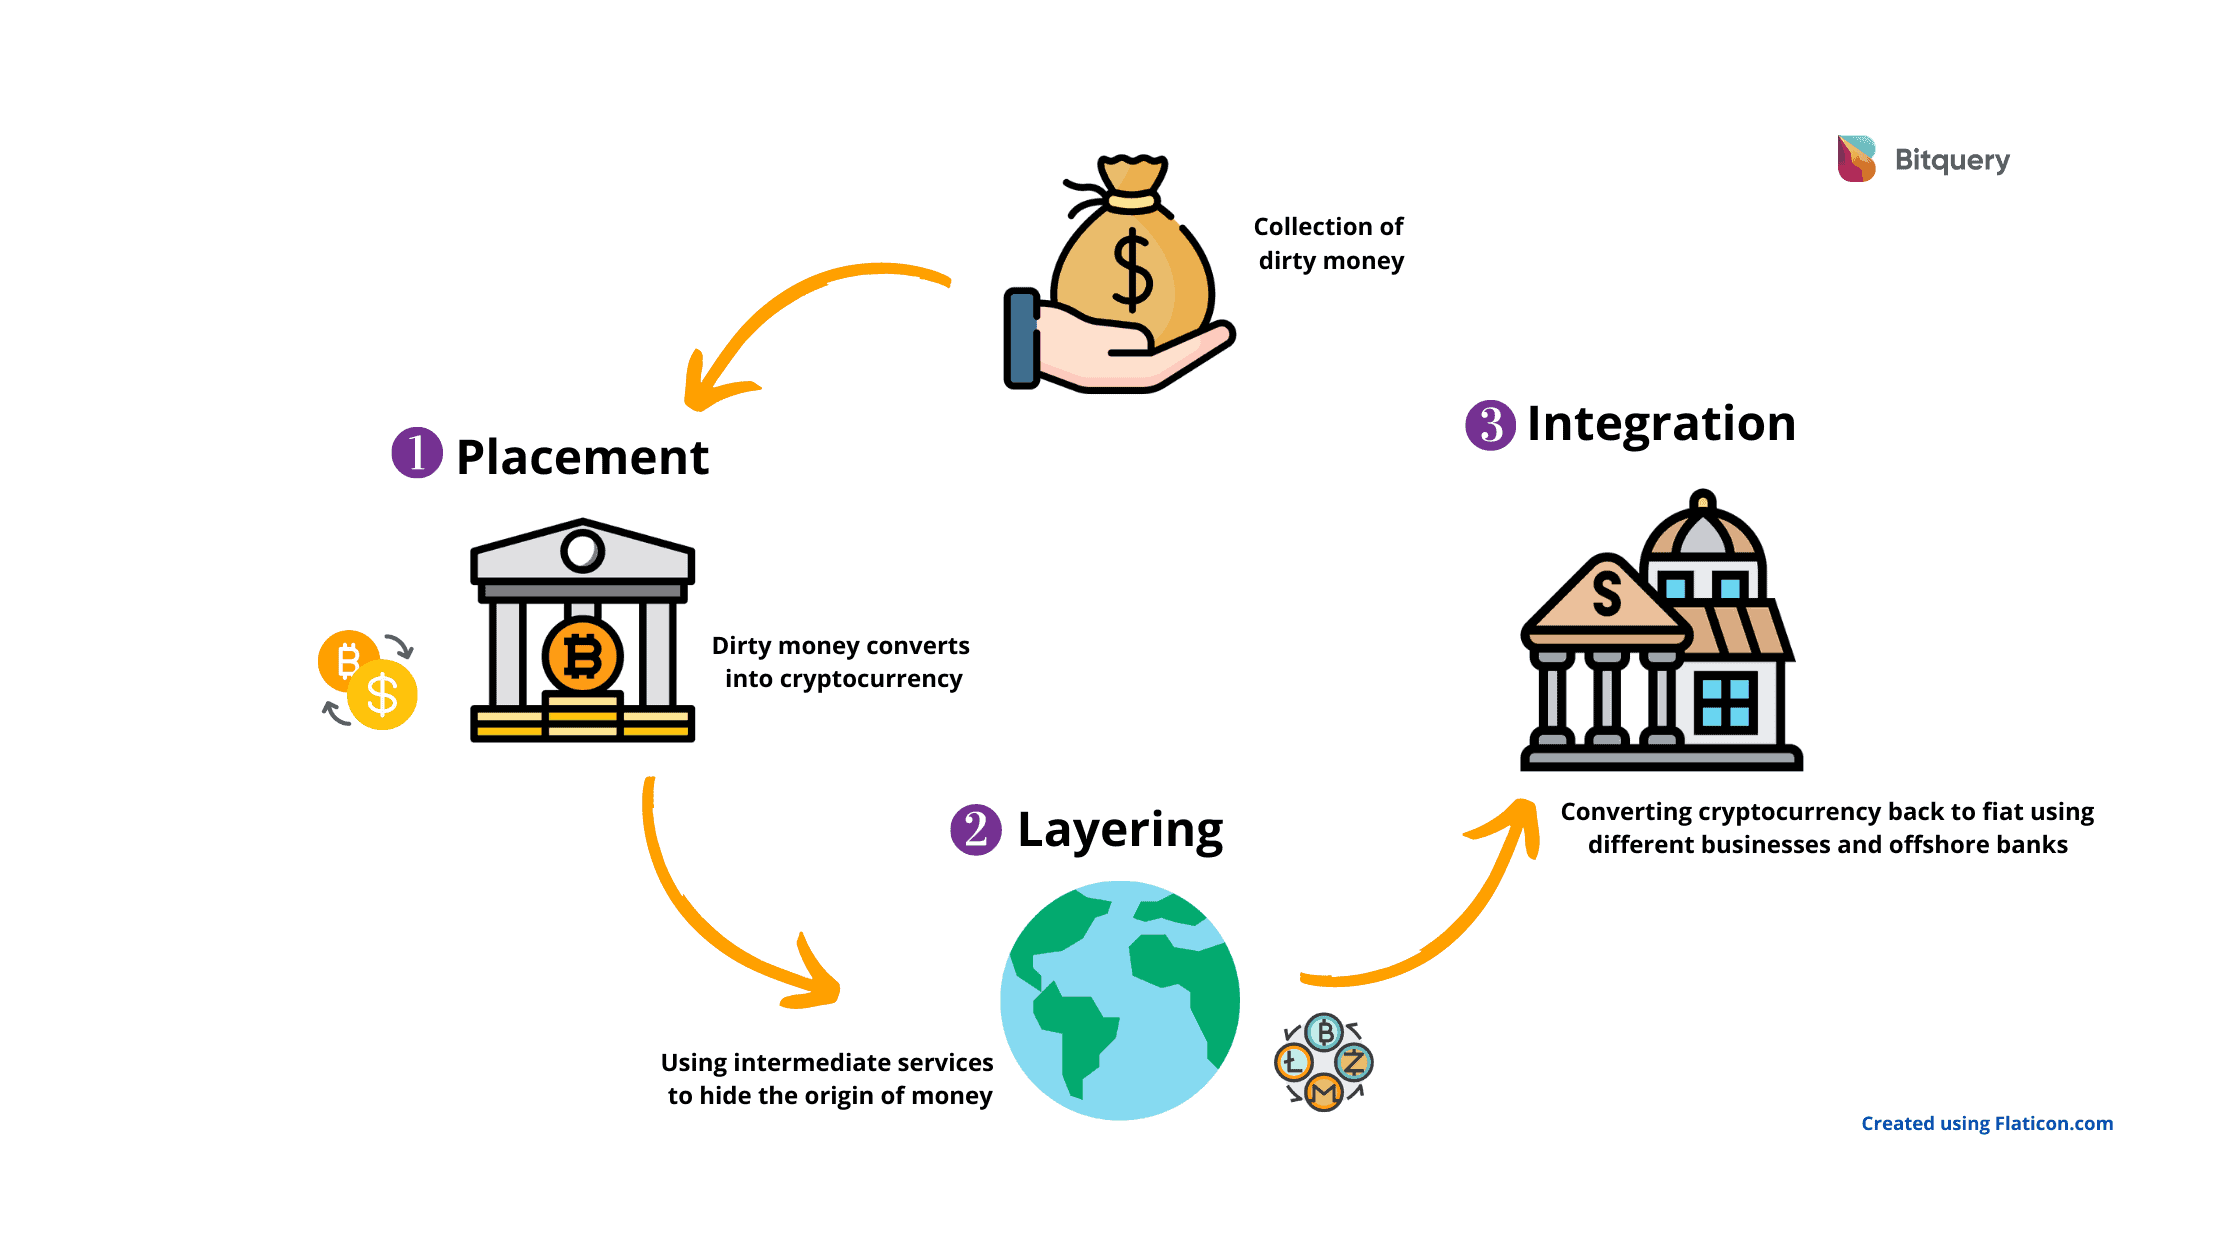 Bitquery
Collection of
dirty money
1 Placement
Dirty money converts
into cryptocurrency
2 Layering
Using intermediate services
to hide the origin of money
3 Integration
Converting cryptocurrency back to fiat using
different businesses and offshore banks
Created using Flaticon.com